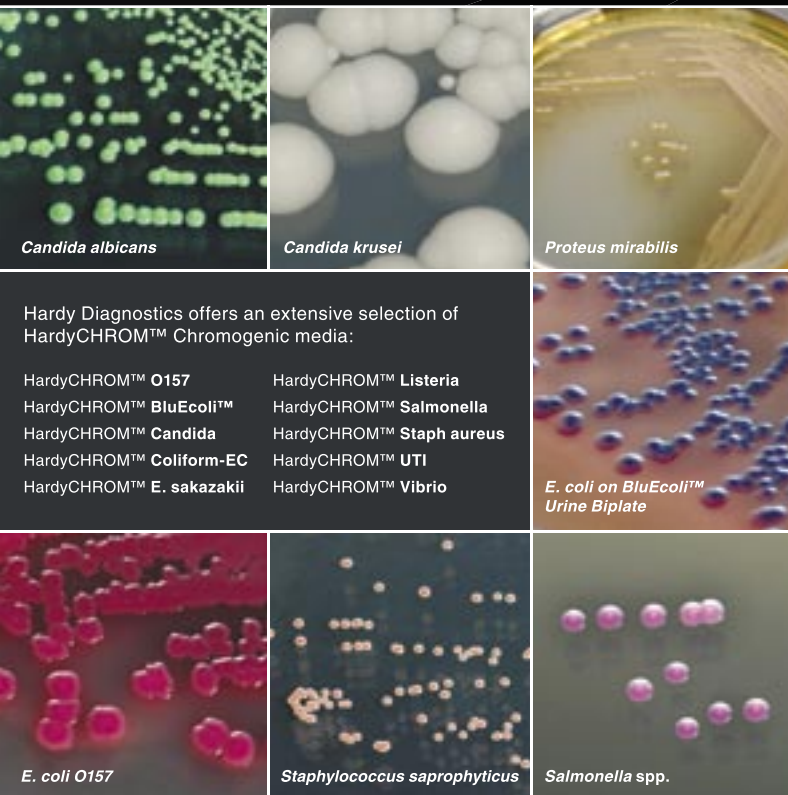 Candida albicans
Candida krusei
Proteus mirabilis
Hardy Diagnostics offers an extensive selection of
HardyCHROM™ Chromogenic media:
HardyCHROM™ O157
HardyCHROM™ BluEcoli™
HardyCHROM™ Candida
HardyCHROM™ Coliform-EC
HardyCHROM™ E. sakazakii
HardyCHROM™ Listeria
HardyCHROM™ Salmonella
HardyCHROM™ Staph aureus
HardyCHROM™ UTI
HardyCHROM™ Vibrio
E. coli on BluEcoli™
Urine Biplate
E. coli O157
Staphylococcus saprophyticus
Salmonella spp.